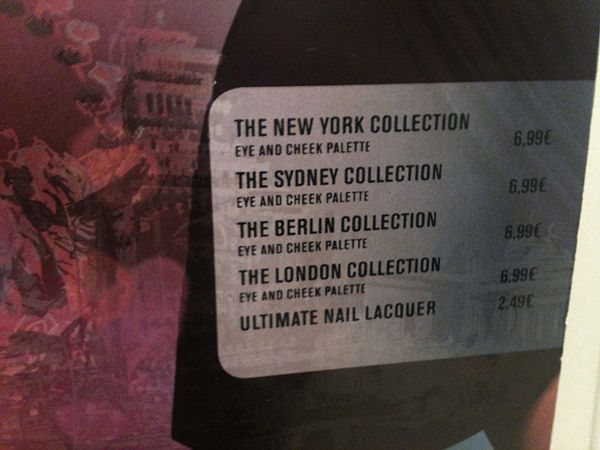 THE NEW YORK COLLECTION 6,99€
EYE AND CHEEK PALETTE
THE SYDNEY COLLECTION 6,99€
EYE AND CHEEK PALETTE
THE BERLIN COLLECTION 6,99€
EYE AND CHEEK PALETTE
THE LONDON COLLECTION 6,99€
EYE AND CHEEK PALETTE
ULTIMATE NAIL LACQUER 2,49€